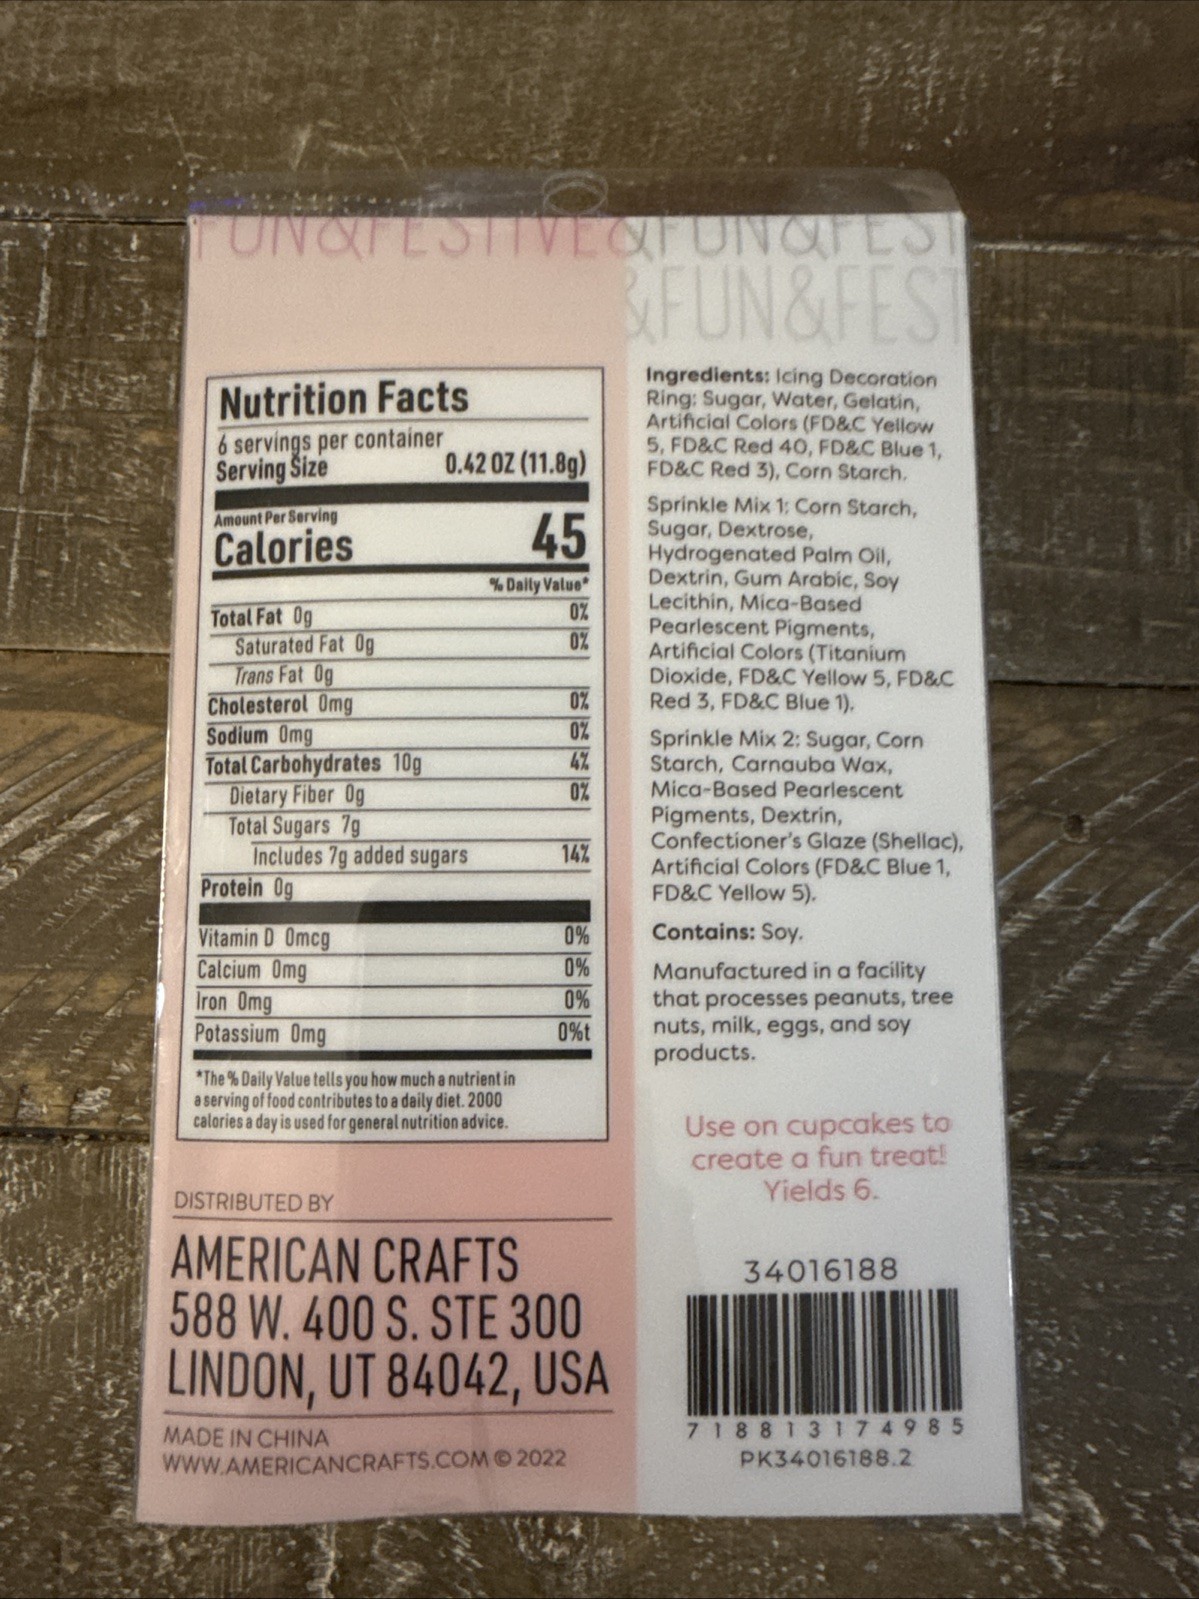 FUN&FESTIVE&FUN&FEST
&FUN&FEST
Nutrition Facts
6 servings per container
Serving Size 0.42 OZ (11.8g)
Amount Per Serving
Calories 45
% Daily Value*
Total Fat 0g 0%
Saturated Fat 0g 0%
Trans Fat 0g
Cholesterol 0mg 0%
Sodium 0mg 0%
Total Carbohydrates 10g 4%
Dietary Fiber 0g 0%
Total Sugars 7g
Includes 7g added sugars 14%
Protein 0g
Vitamin D 0mcg 0%
Calcium 0mg 0%
Iron 0mg 0%
Potassium 0mg 0%t
*The % Daily Value tells you how much a nutrient in
a serving of food contributes to a daily diet. 2000
calories a day is used for general nutrition advice.
DISTRIBUTED BY
AMERICAN CRAFTS
588 W. 400 S. STE 300
LINDON, UT 84042, USA
MADE IN CHINA
WWW.AMERICANCRAFTS.COM © 2022
Ingredients: Icing Decoration
Ring: Sugar, Water, Gelatin,
Artificial Colors (FD&C Yellow
5, FD&C Red 40, FD&C Blue 1,
FD&C Red 3), Corn Starch.
Sprinkle Mix 1: Corn Starch,
Sugar, Dextrose,
Hydrogenated Palm Oil,
Dextrin, Gum Arabic, Soy
Lecithin, Mica-Based
Pearlescent Pigments,
Artificial Colors (Titanium
Dioxide, FD&C Yellow 5, FD&C
Red 3, FD&C Blue 1).
Sprinkle Mix 2: Sugar, Corn
Starch, Carnauba Wax,
Mica-Based Pearlescent
Pigments, Dextrin,
Confectioner's Glaze (Shellac),
Artificial Colors (FD&C Blue 1,
FD&C Yellow 5).
Contains: Soy.
Manufactured in a facility
that processes peanuts, tree
nuts, milk, eggs, and soy
products.
Use on cupcakes to
create a fun treat!
Yields 6.
34016188
718813174985
PK34016188.2